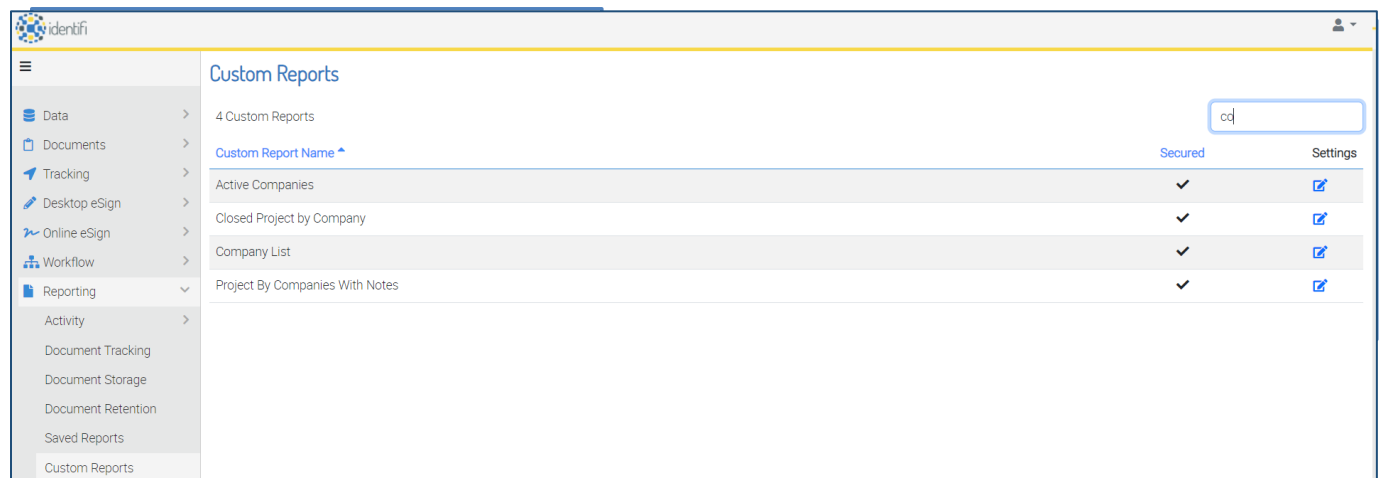 identifi
Custom Reports
Data
4 Custom Reports
co
Documents
Custom Report Name Secured Settings
Tracking
Active Companies
Desktop eSign
Closed Project by Company
Online eSign
Company List
Workflow
Project By Companies With Notes
Reporting
Activity
Document Tracking
Document Storage
Document Retention
Saved Reports
Custom Reports